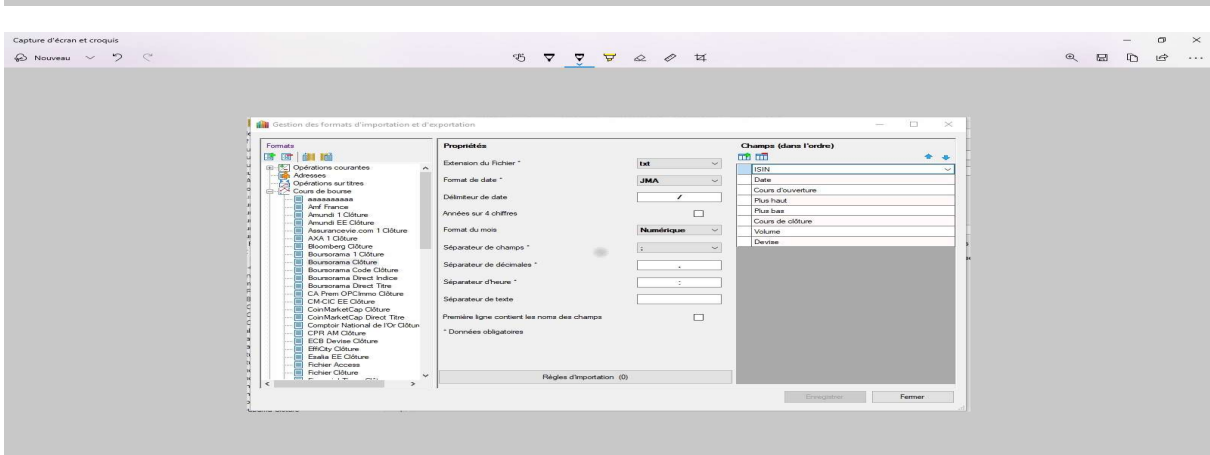 Capture d'écran et croquis
Nouveau
Gestion des formats d'importation et d'exportation
Formats
Opérations courantes
Adresses
Opérations sur titres
Cours de bourse
aaaaaaaaaa
Amf France
Amundi 1 Clôture
Amundi EE Clôture
Assurancevie.com 1 Clôture
AXA 1 Clôture
Bloomberg Clôture
Boursorama 1 Clôture
Boursorama Clôture
Boursorama Code Clôture
Boursorama Direct Indice
Boursorama Direct Titre
CA Prem OPCImmo Clôture
CM-CIC EE Clôture
CoinMarketCap Clôture
CoinMarketCap Direct Titre
Comptoir National de l'Or Clôtur
CPR AM Clôture
ECB Devise Clôture
EffiCity Clôture
Esalia EE Clôture
Fichier Access
Fichier Clôture
Propriétés
Extension du Fichier * txt
Format de date * JMA
Délimiteur de date /
Années sur 4 chiffres
Format du mois Numérique
Séparateur de champs * ;
Séparateur de décimales * .
Séparateur d'heure * :
Séparateur de texte
Première ligne contient les noms des champs
* Données obligatoires
Règles d'importation (0)
Champs (dans l'ordre)
ISIN
Date
Cours d'ouverture
Plus haut
Plus bas
Cours de clôture
Volume
Devise
Enregistrer
Fermer